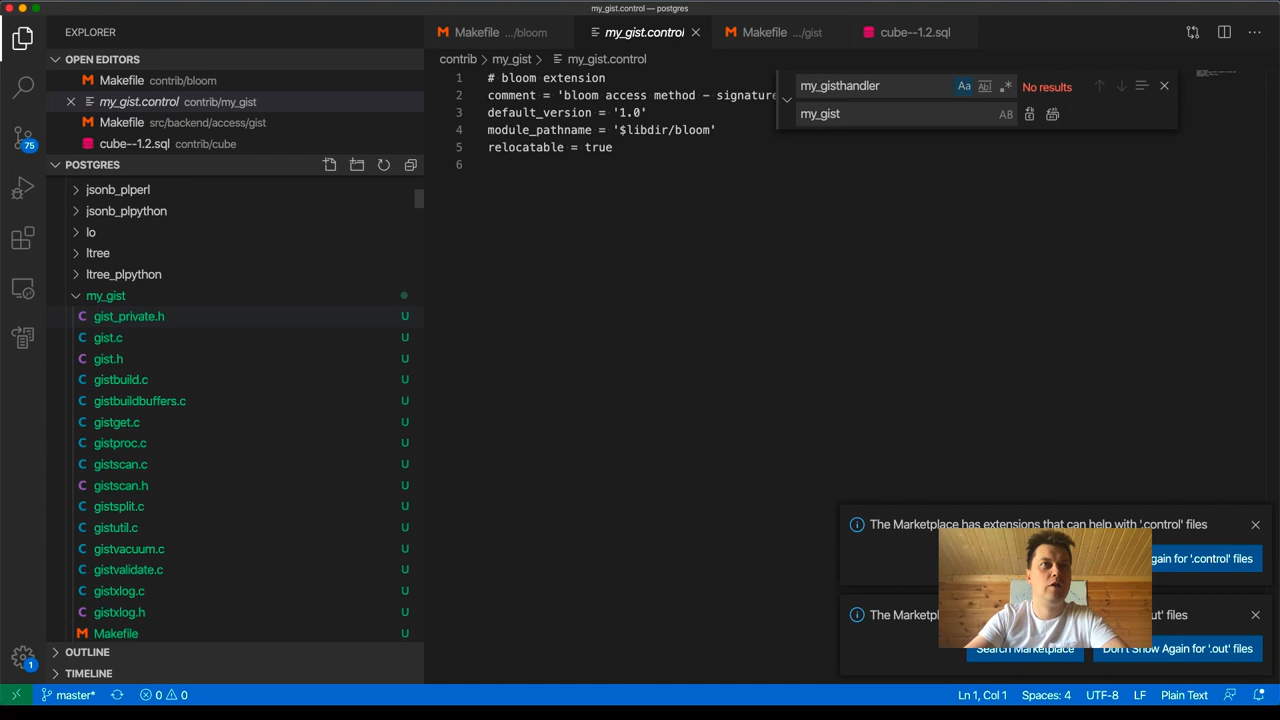 my_gist.control — postgres
EXPLORER
OPEN EDITORS
Makefile contrib/bloom
my_gist.control contrib/my_gist
Makefile src/backend/access/gist
cube--1.2.sql contrib/cube
POSTGRES
jsonb_plperl
jsonb_plpython
lo
ltree
ltree_plpython
my_gist
gist_private.h U
gist.c U
gist.h U
gistbuild.c U
gistbuildbuffers.c U
gistget.c U
gistproc.c U
gistscan.c U
gistscan.h U
gistsplit.c U
gistutil.c U
gistvacuum.c U
gistvalidate.c U
gistxlog.c U
gistxlog.h U
Makefile U
OUTLINE
TIMELINE
75
1
Makefile .../bloom
my_gist.control
Makefile .../gist
cube--1.2.sql
contrib > my_gist > my_gist.control
1 # bloom extension
2 comment = 'bloom access method - signature
3 default_version = '1.0'
4 module_pathname = '$libdir/bloom'
5 relocatable = true
6
my_gisthandler Aa Abl .* No results
my_gist AB
The Marketplace has extensions that can help with '.control' files
gain for '.control' files
The Marketp
ut' files
Search Marketplace
Don't Show Again for '.out' files
master* 0 0
Ln 1, Col 1 Spaces: 4 UTF-8 LF Plain Text